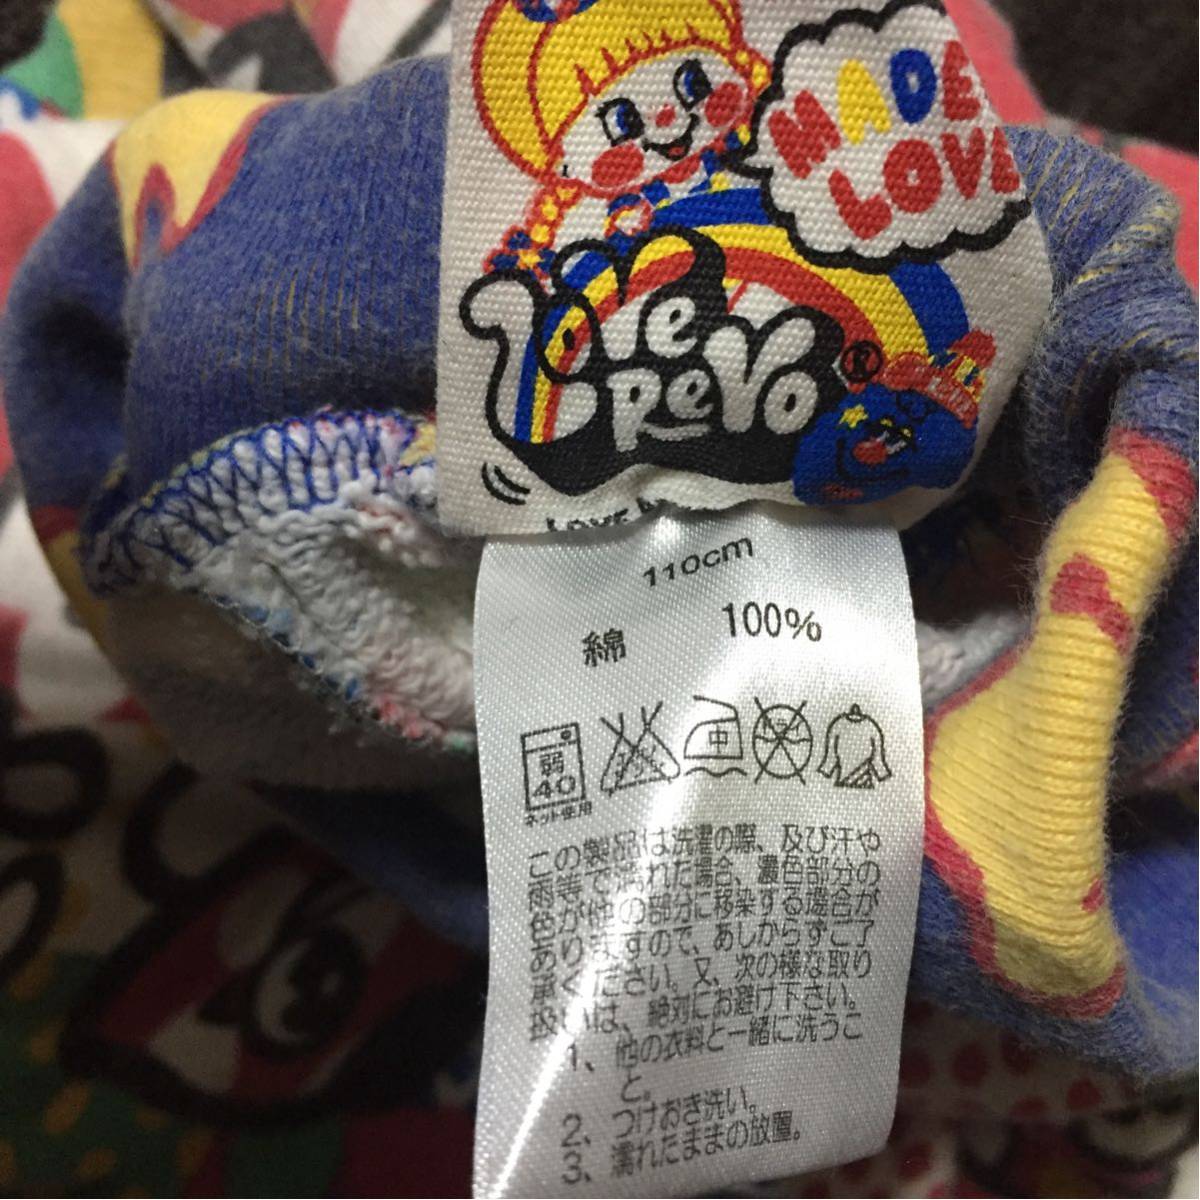 MADE
LOVE
LOVE
REVO
®
110cm
綿 100%
弱
40
中
ネット使用
この製品は洗濯の際、及び汗や
雨等で濡れた場合、濃色部分の
色が他の部分に移染する場合が
ありますので、あしからずご了
承ください。又、次の様な取り
扱いは、絶対にお避け下さい。
1、他の衣料と一緒に洗うこ
と。
2、つけおき洗い。
3、濡れたままの放置。